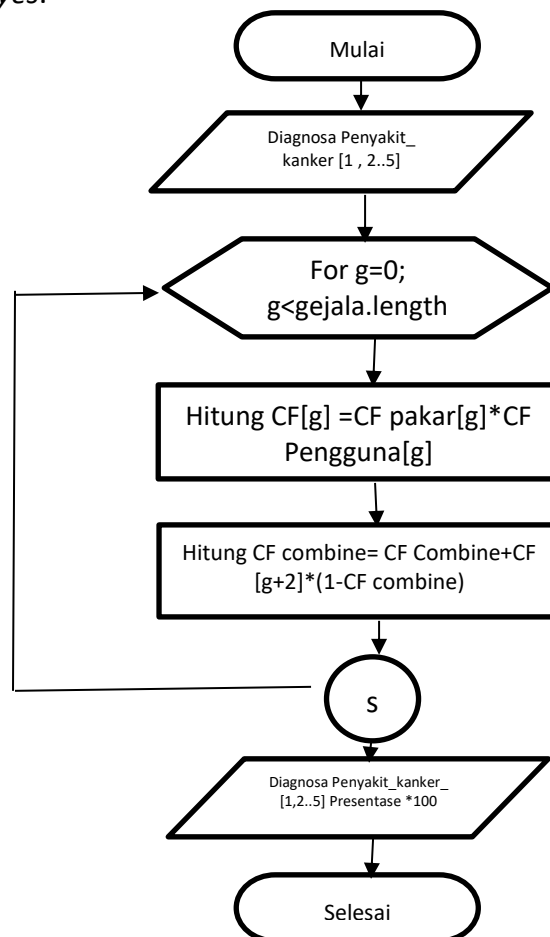 yes.
Mulai
Diagnosa Penyakit_
kanker [1 , 2..5]
For g=0;
g<gejala.length
Hitung CF[g] =CF pakar[g]*CF
Pengguna[g]
Hitung CF combine= CF Combine+CF
[g+2]*(1-CF combine)
s
Diagnosa Penyakit_kanker_
[1,2..5] Presentase *100
Selesai